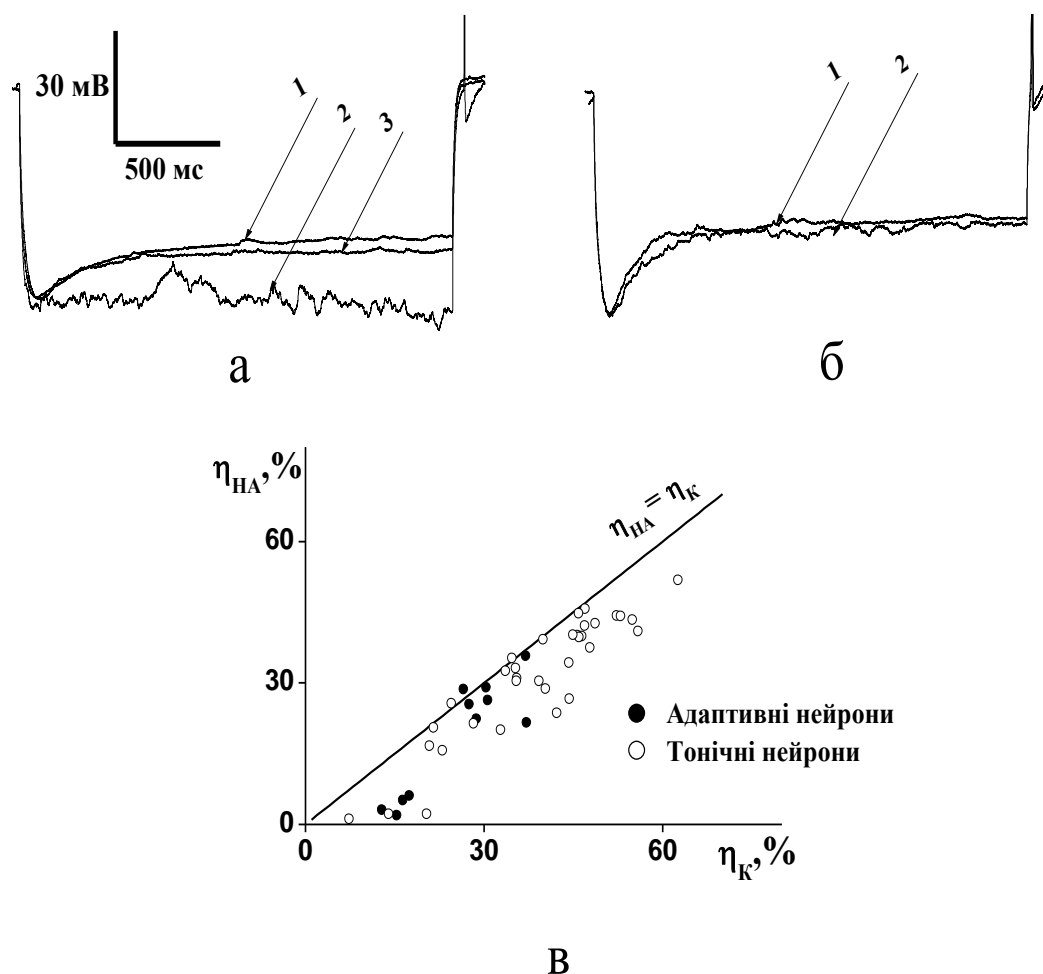 30 мВ
500 мс
1
2
3
а
1
2
б
η_НА,%
η_НА = η_К
60
30
0
Адаптивні нейрони
Тонічні нейрони
0
30
60
η_К,%
в